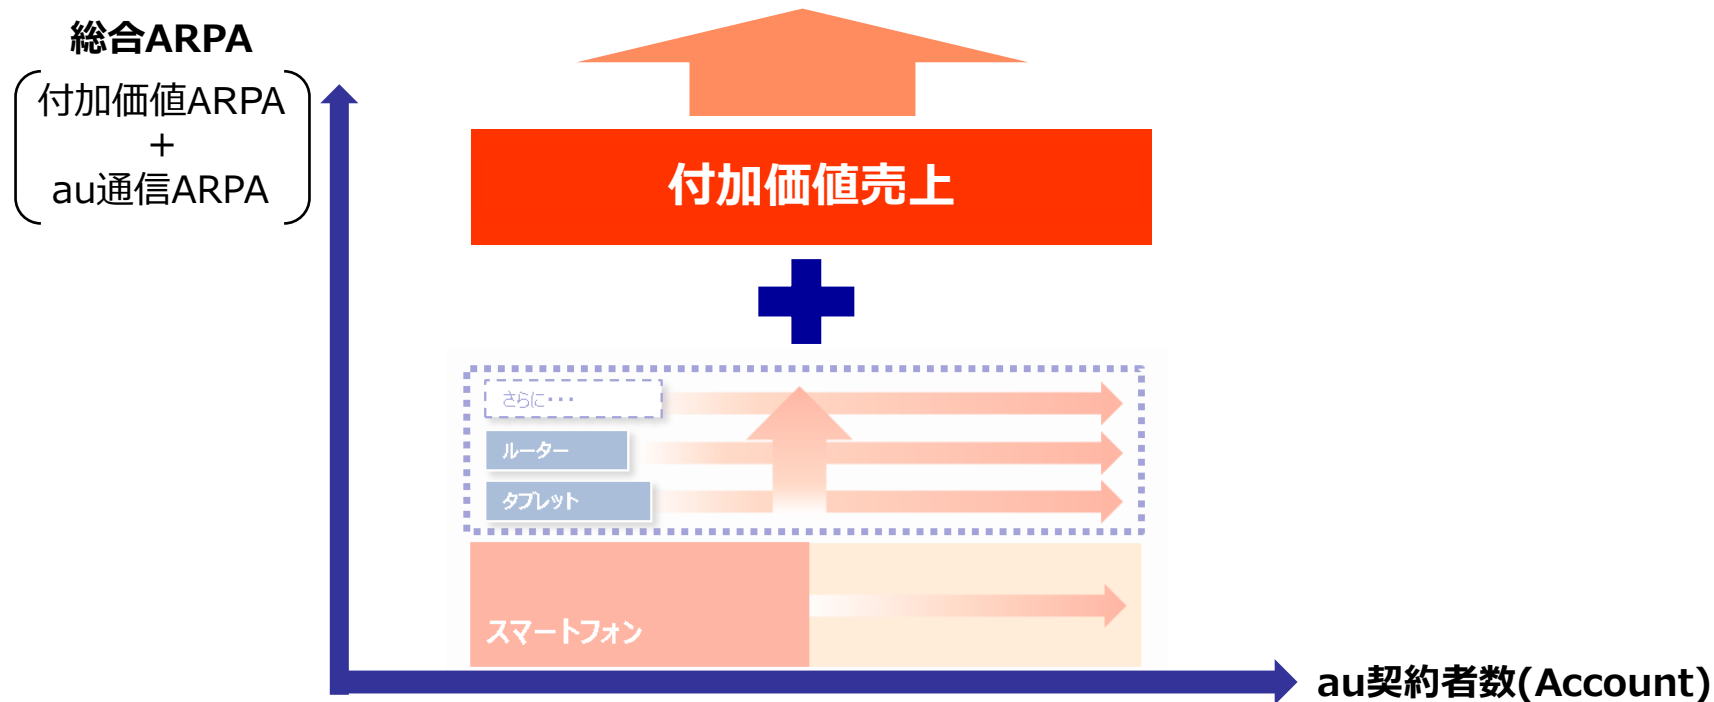 総合ARPA
付加価値ARPA
+
au通信ARPA
付加価値売上
さらに・・・
ルーター
タブレット
スマートフォン
au契約者数(Account)